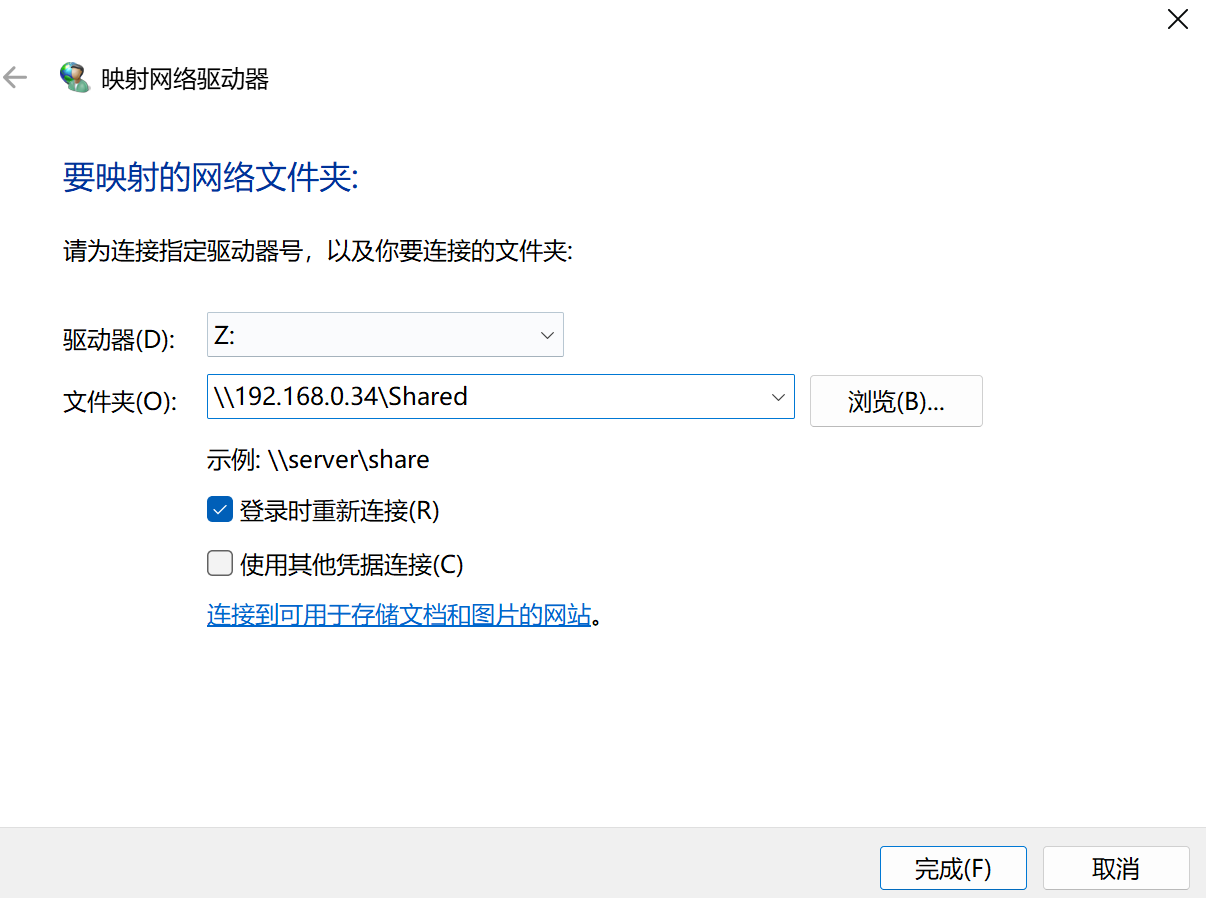 映射网络驱动器
要映射的网络文件夹:
请为连接指定驱动器号，以及你要连接的文件夹:
驱动器(D): Z:
文件夹(O): \\192.168.0.34\Shared 浏览(B)...
示例: \\server\share
登录时重新连接(R)
使用其他凭据连接(C)
连接到可用于存储文档和图片的网站。
完成(F) 取消